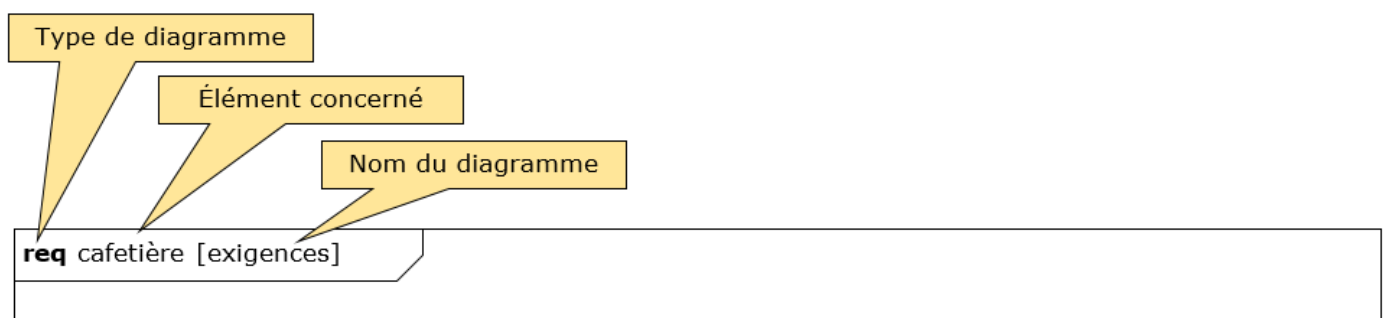 Type de diagramme
Élément concerné
Nom du diagramme
req cafetière [exigences]